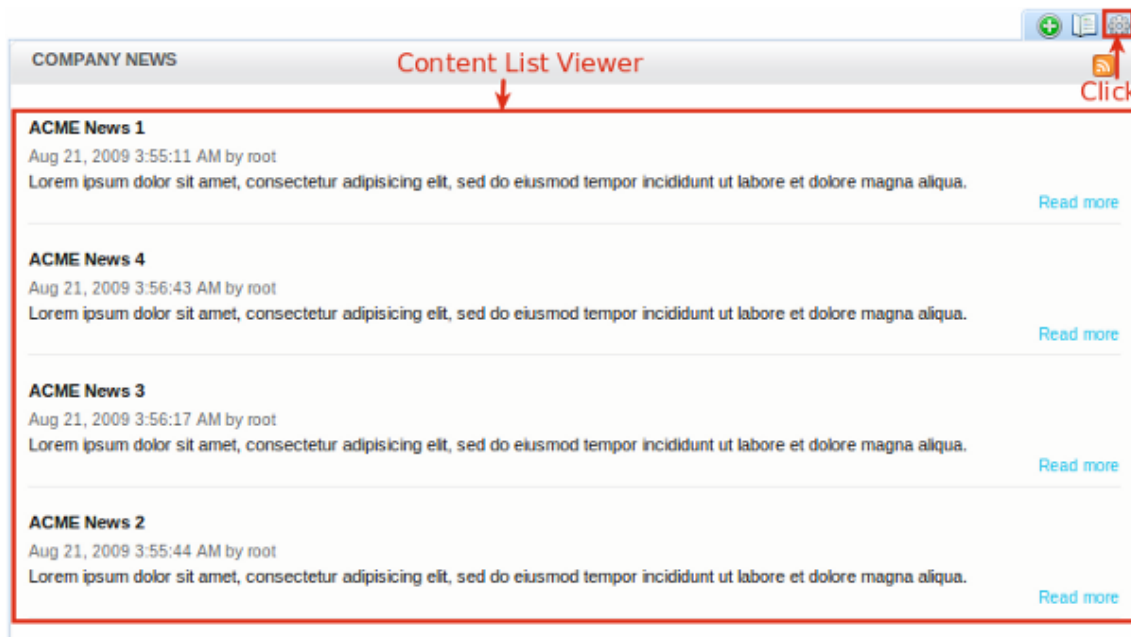 COMPANY NEWS
Content List Viewer
Click
ACME News 1
Aug 21, 2009 3:55:11 AM by root
Lorem ipsum dolor sit amet, consectetur adipisicing elit, sed do eiusmod tempor incididunt ut labore et dolore magna aliqua.
Read more
ACME News 4
Aug 21, 2009 3:56:43 AM by root
Lorem ipsum dolor sit amet, consectetur adipisicing elit, sed do eiusmod tempor incididunt ut labore et dolore magna aliqua.
Read more
ACME News 3
Aug 21, 2009 3:56:17 AM by root
Lorem ipsum dolor sit amet, consectetur adipisicing elit, sed do eiusmod tempor incididunt ut labore et dolore magna aliqua.
Read more
ACME News 2
Aug 21, 2009 3:55:44 AM by root
Lorem ipsum dolor sit amet, consectetur adipisicing elit, sed do eiusmod tempor incididunt ut labore et dolore magna aliqua.
Read more